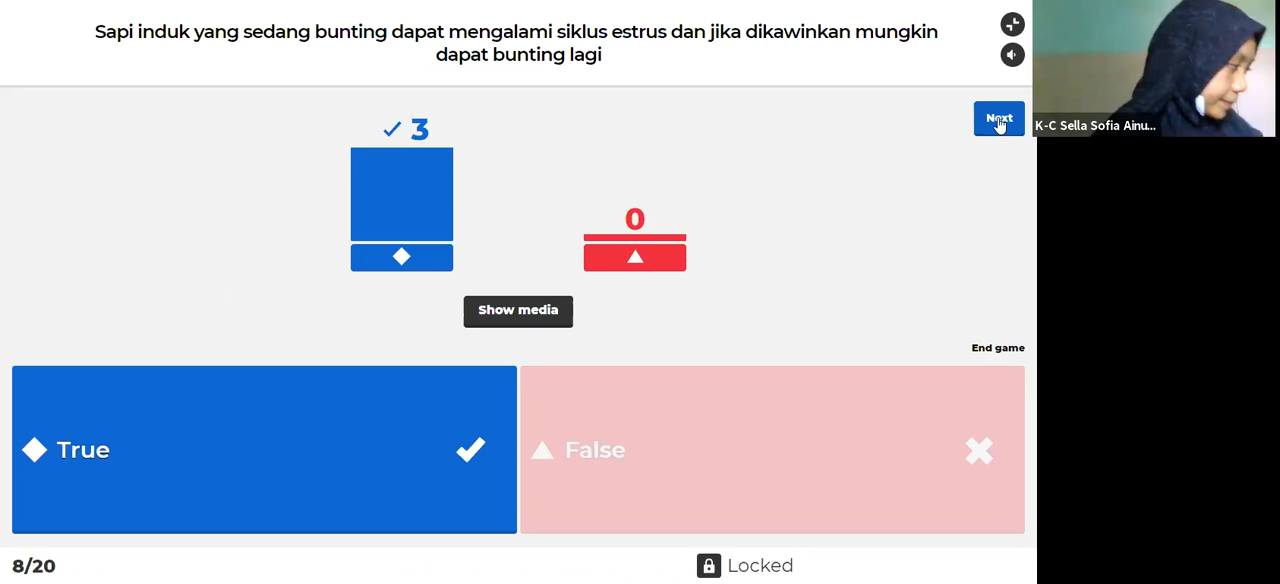 Sapi induk yang sedang bunting dapat mengalami siklus estrus dan jika dikawinkan mungkin
dapat bunting lagi
Next
K-C Sella Sofia Ainu...
3
0
Show media
End game
True
False
8/20
Locked